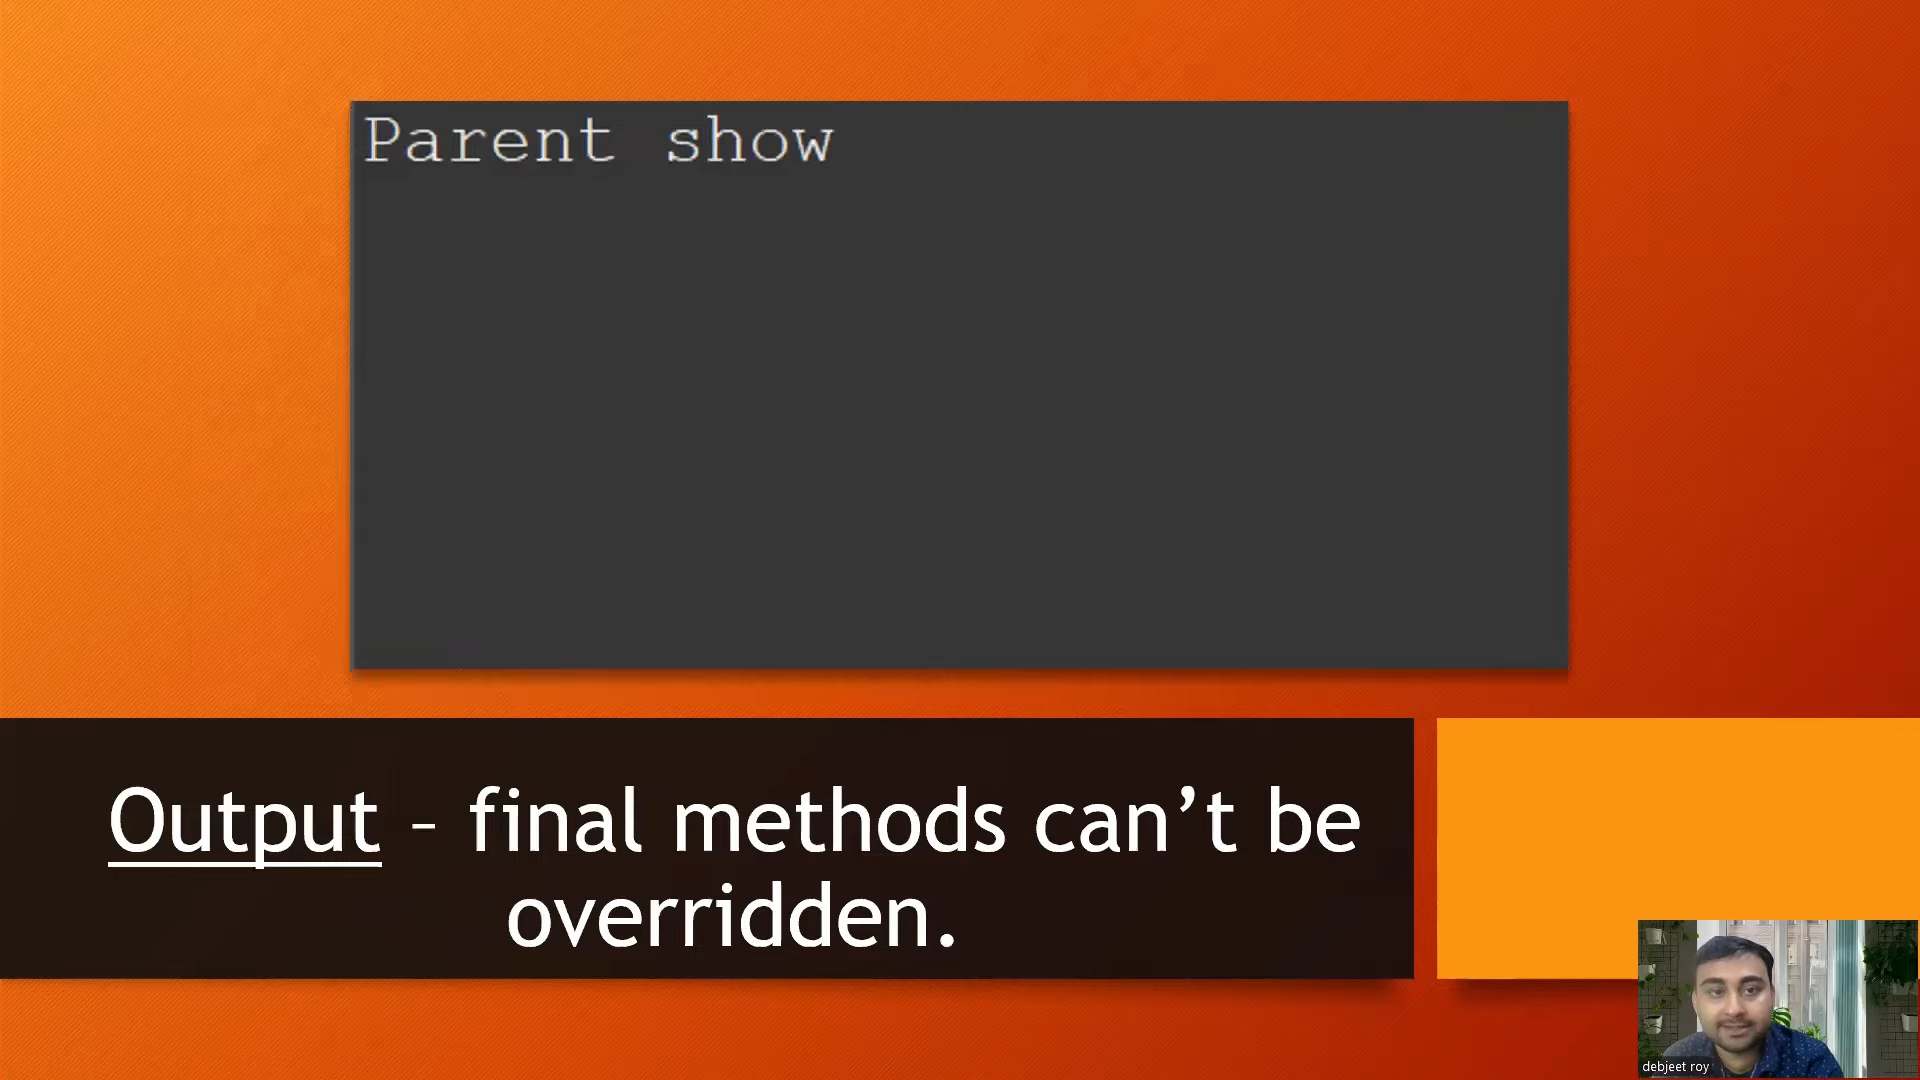 Parent show
Output – final methods can’t be
overridden.
debjeet roy